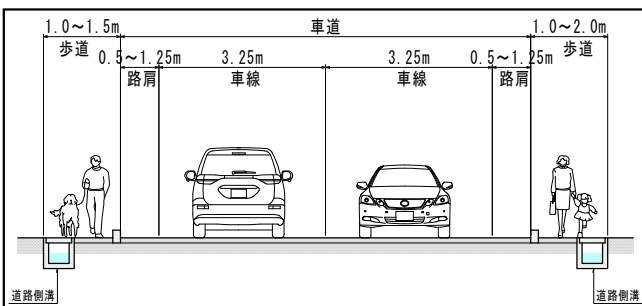 1.0～1.5m 車道 1.0～2.0m
歩道 歩道
0.5～1.25m 3.25m 3.25m 0.5～1.25m
路肩 車線 車線 路肩
道路側溝 道路側溝